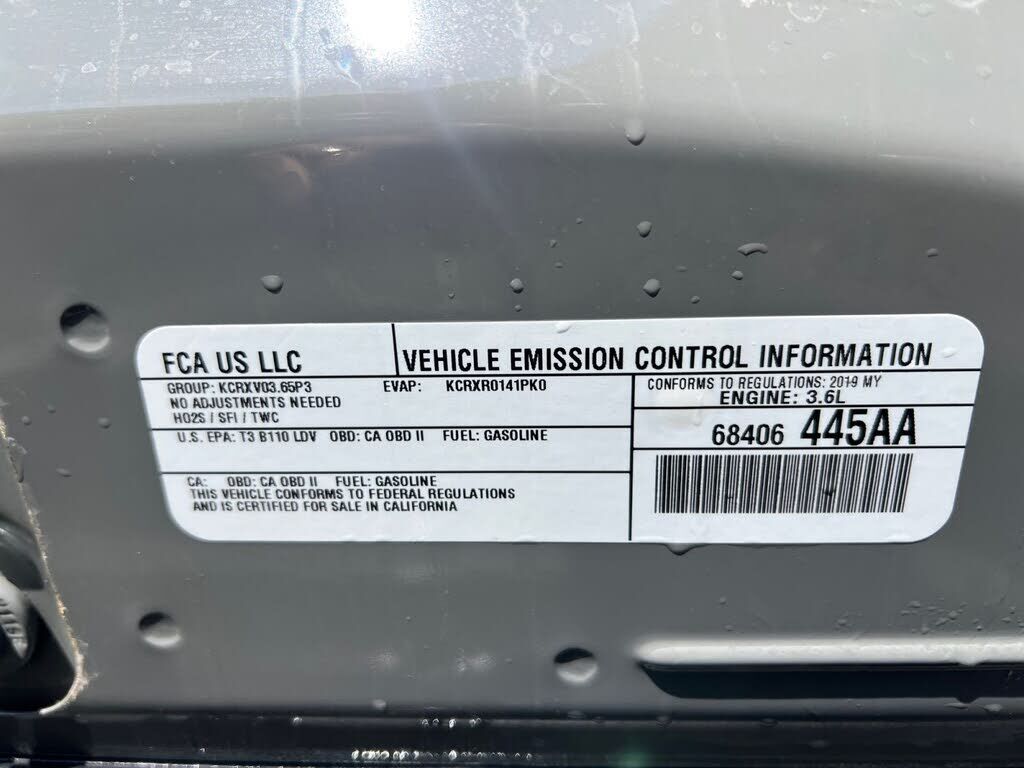 FCA US LLC
VEHICLE EMISSION CONTROL INFORMATION
GROUP: KCRXV03.65P3 EVAP: KCRXR0141PK0
NO ADJUSTMENTS NEEDED
HO2S / SFI / TWC
CONFORMS TO REGULATIONS: 2019 MY
ENGINE: 3.6L
U.S. EPA: T3 B110 LDV OBD: CA OBD II FUEL: GASOLINE
68406 445AA
CA: OBD: CA OBD II FUEL: GASOLINE
THIS VEHICLE CONFORMS TO FEDERAL REGULATIONS
AND IS CERTIFIED FOR SALE IN CALIFORNIA